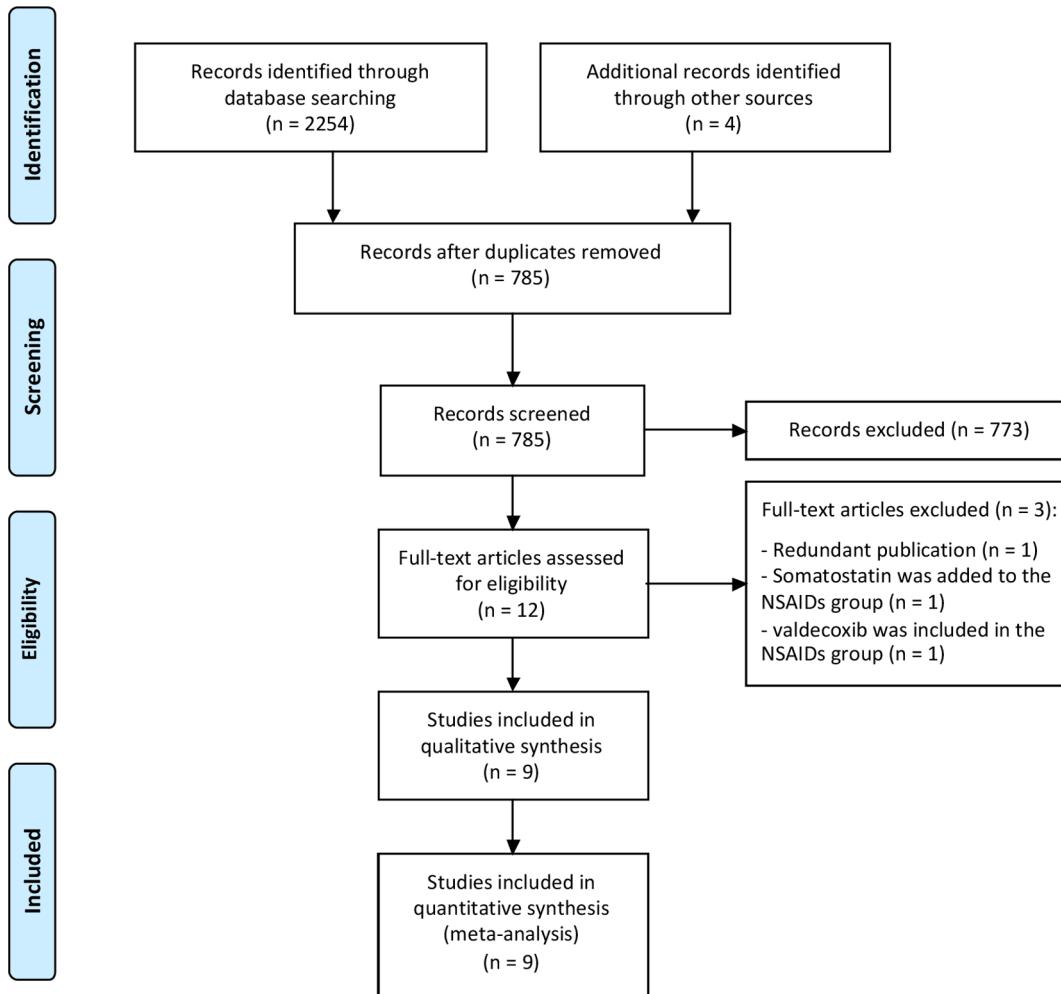 Identification
Records identified through
database searching
(n = 2254)
Additional records identified
through other sources
(n = 4)
Records after duplicates removed
(n = 785)
Screening
Records screened
(n = 785)
Records excluded (n = 773)
Eligibility
Full-text articles assessed
for eligibility
(n = 12)
Full-text articles excluded (n = 3):
- Redundant publication (n = 1)
- Somatostatin was added to the
NSAIDs group (n = 1)
- valdecoxib was included in the
NSAIDs group (n = 1)
Studies included in
qualitative synthesis
(n = 9)
Included
Studies included in
quantitative synthesis
(meta-analysis)
(n = 9)